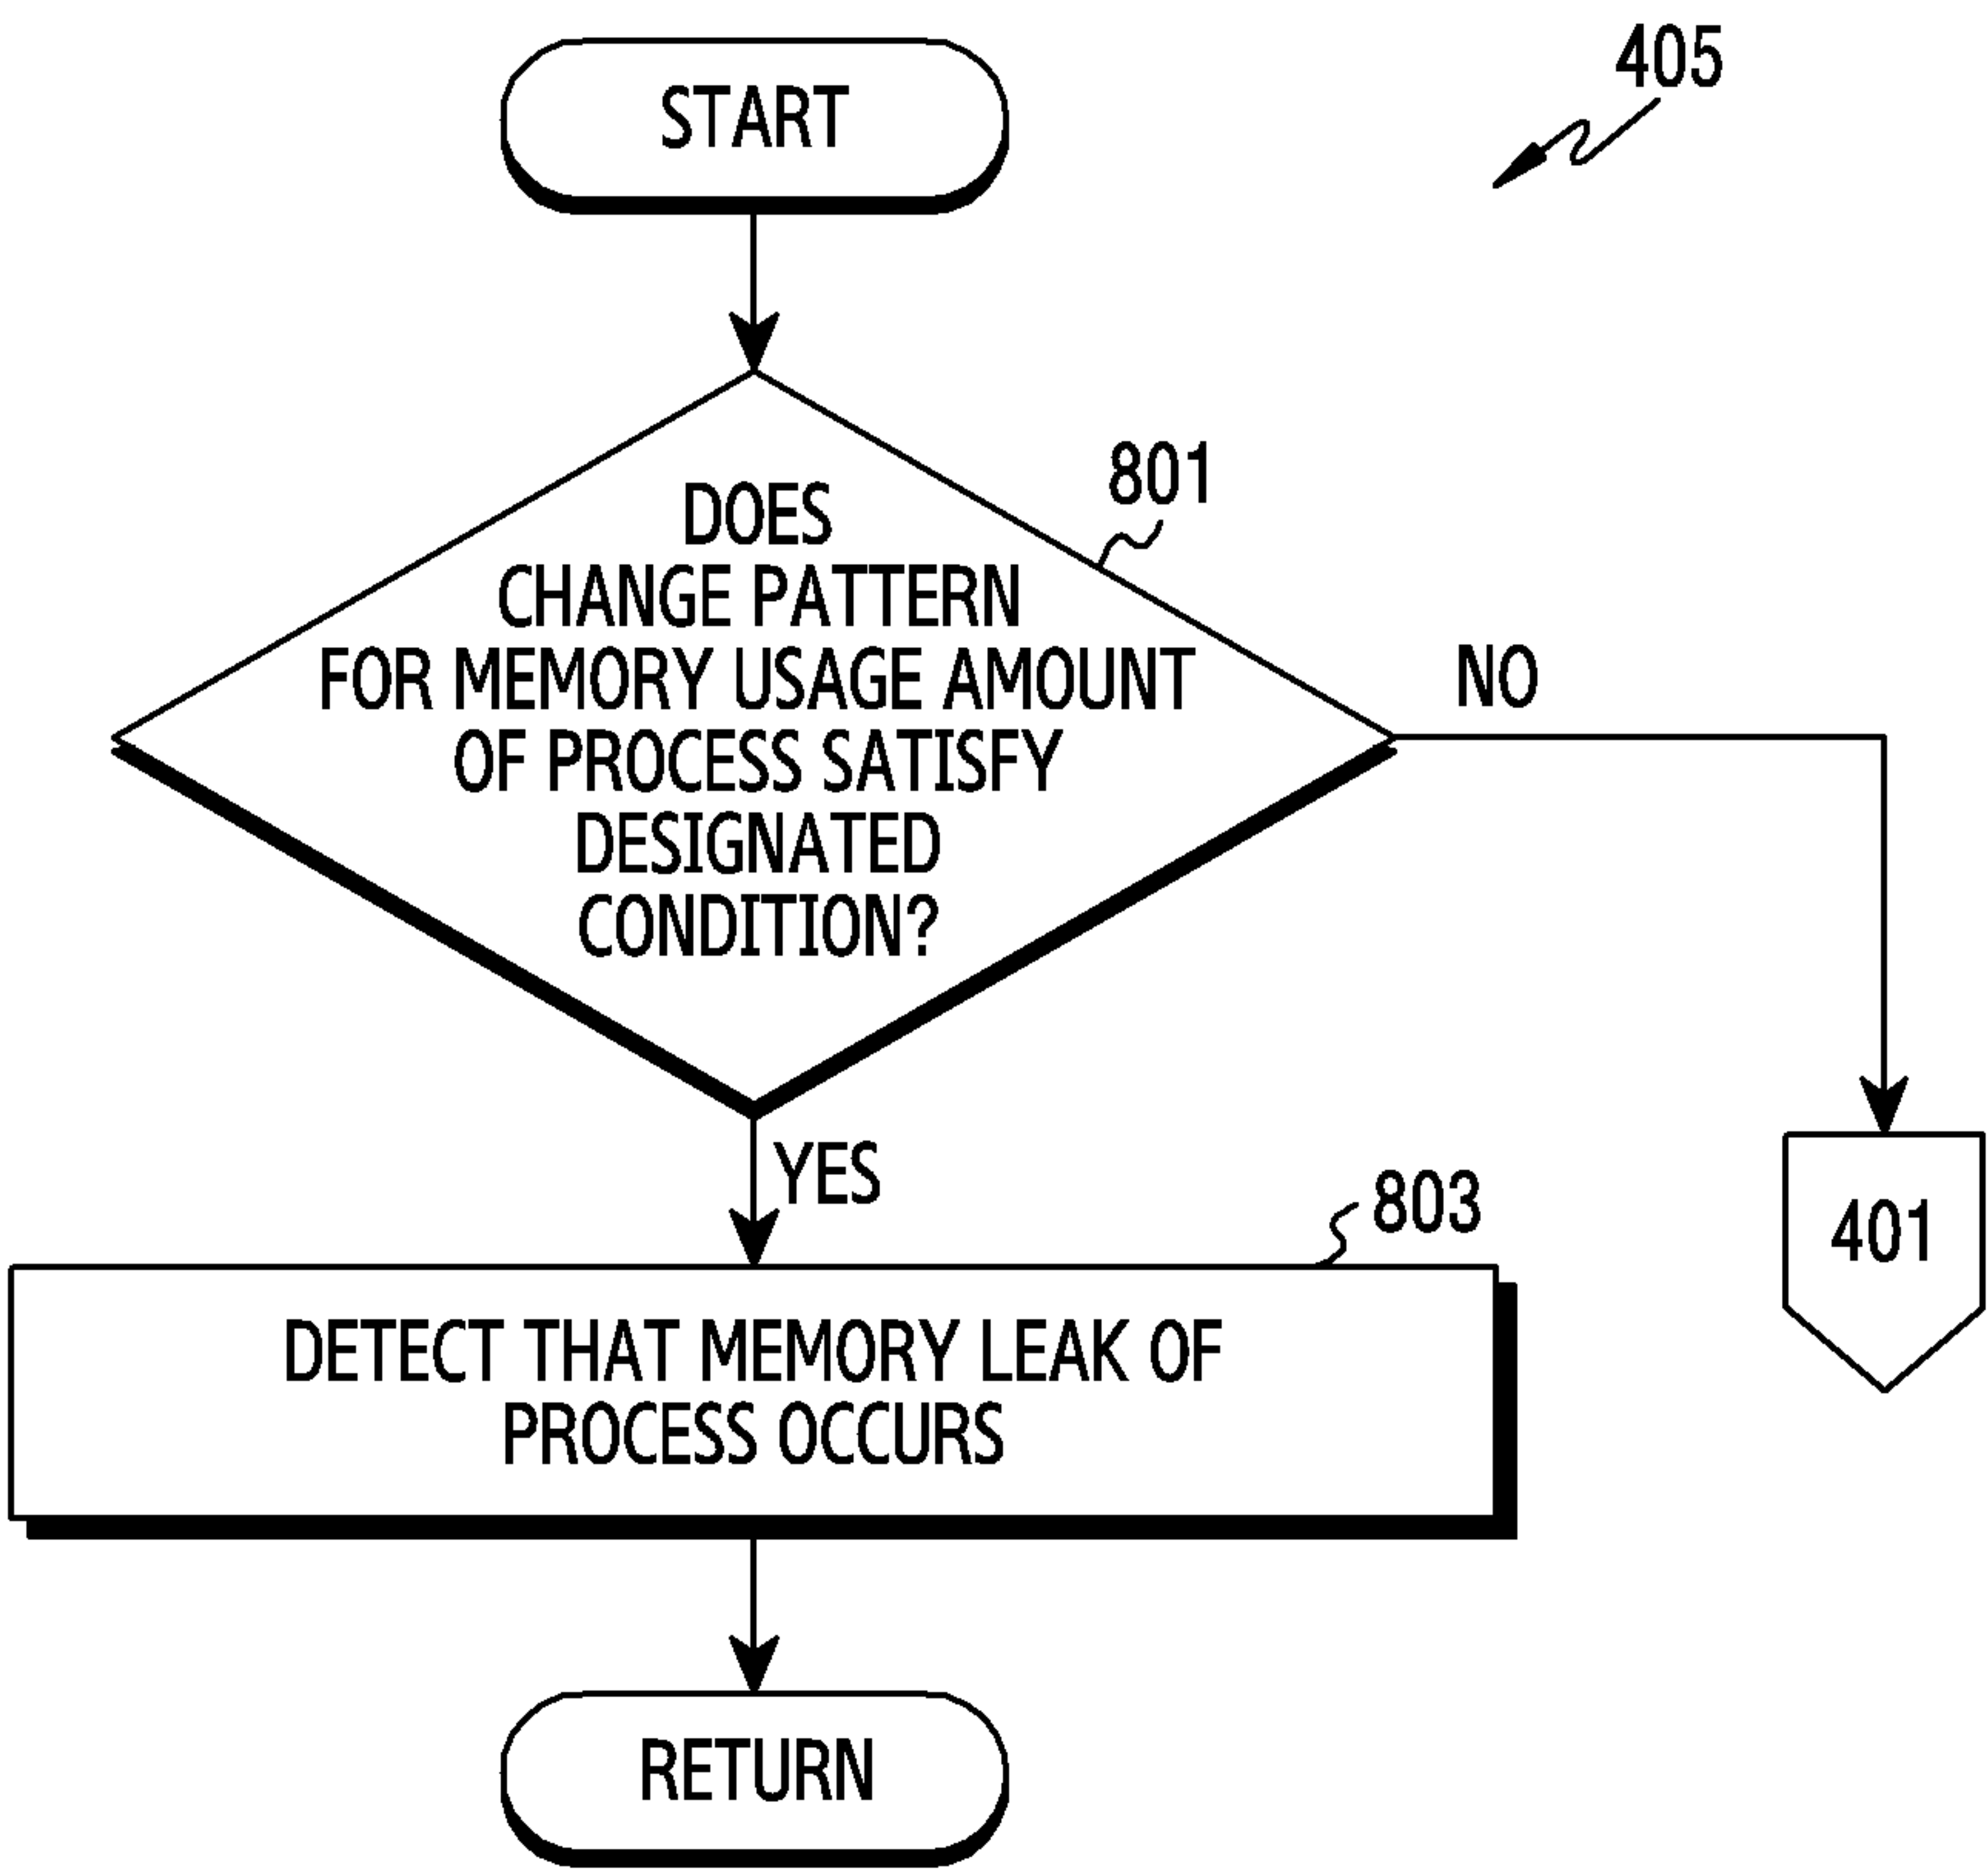 START
405
801
DOES
CHANGE PATTERN
FOR MEMORY USAGE AMOUNT
OF PROCESS SATISFY
DESIGNATED
CONDITION?
NO
YES
803
401
DETECT THAT MEMORY LEAK OF
PROCESS OCCURS
RETURN